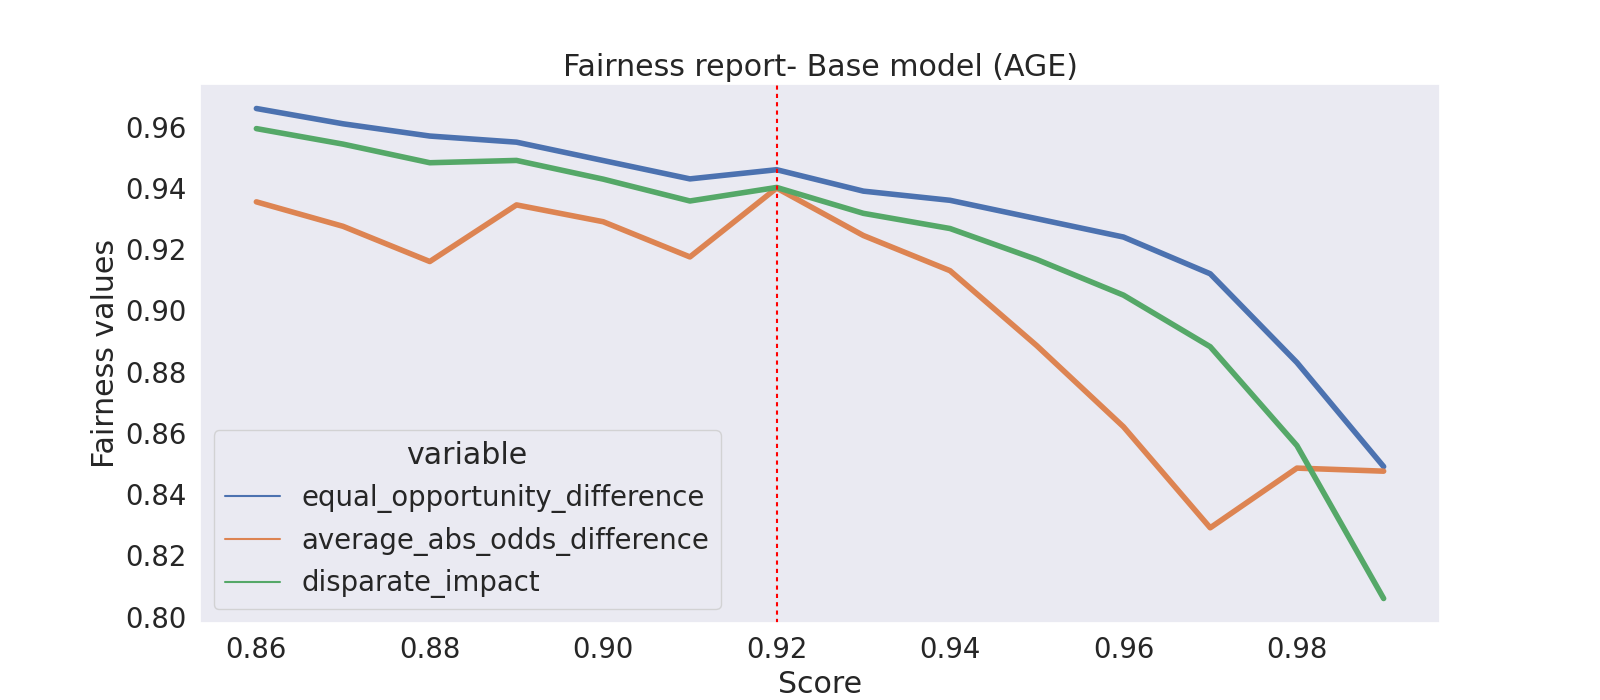 Fairness report- Base model (AGE)
Fairness values
0.96
0.94
0.92
0.90
0.88
0.86
0.84
0.82
0.80
variable
equal_opportunity_difference
average_abs_odds_difference
disparate_impact
0.86 0.88 0.90 0.92 0.94 0.96 0.98
Score